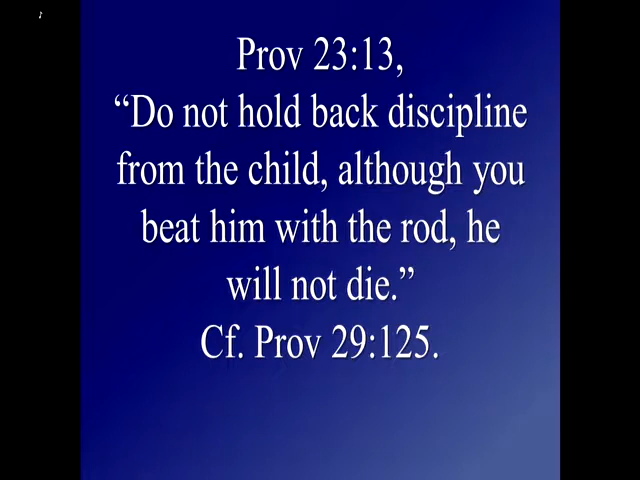 Prov 23:13,
“Do not hold back discipline
from the child, although you
beat him with the rod, he
will not die.”
Cf. Prov 29:125.